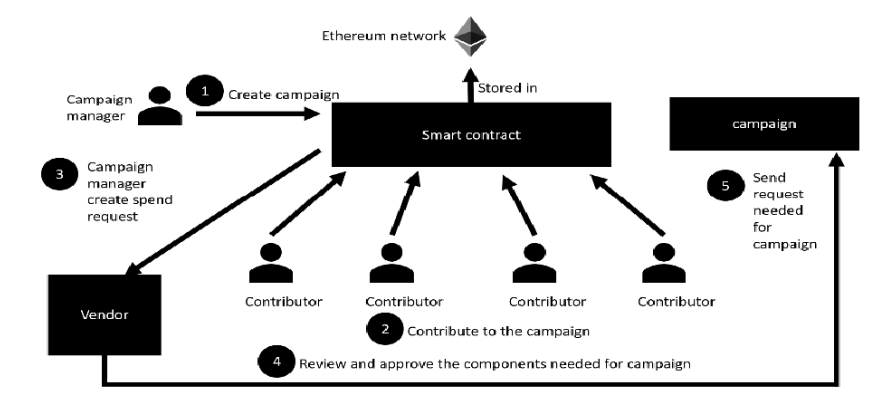 Ethereum network
1
Create campaign
Stored in
Campaign
manager
Smart contract
campaign
3
Campaign
manager
create spend
request
5
Send
request
needed
for
campaign
Contributor
Contributor
Contributor
Contributor
Vendor
2
Contribute to the campaign
4
Review and approve the components needed for campaign